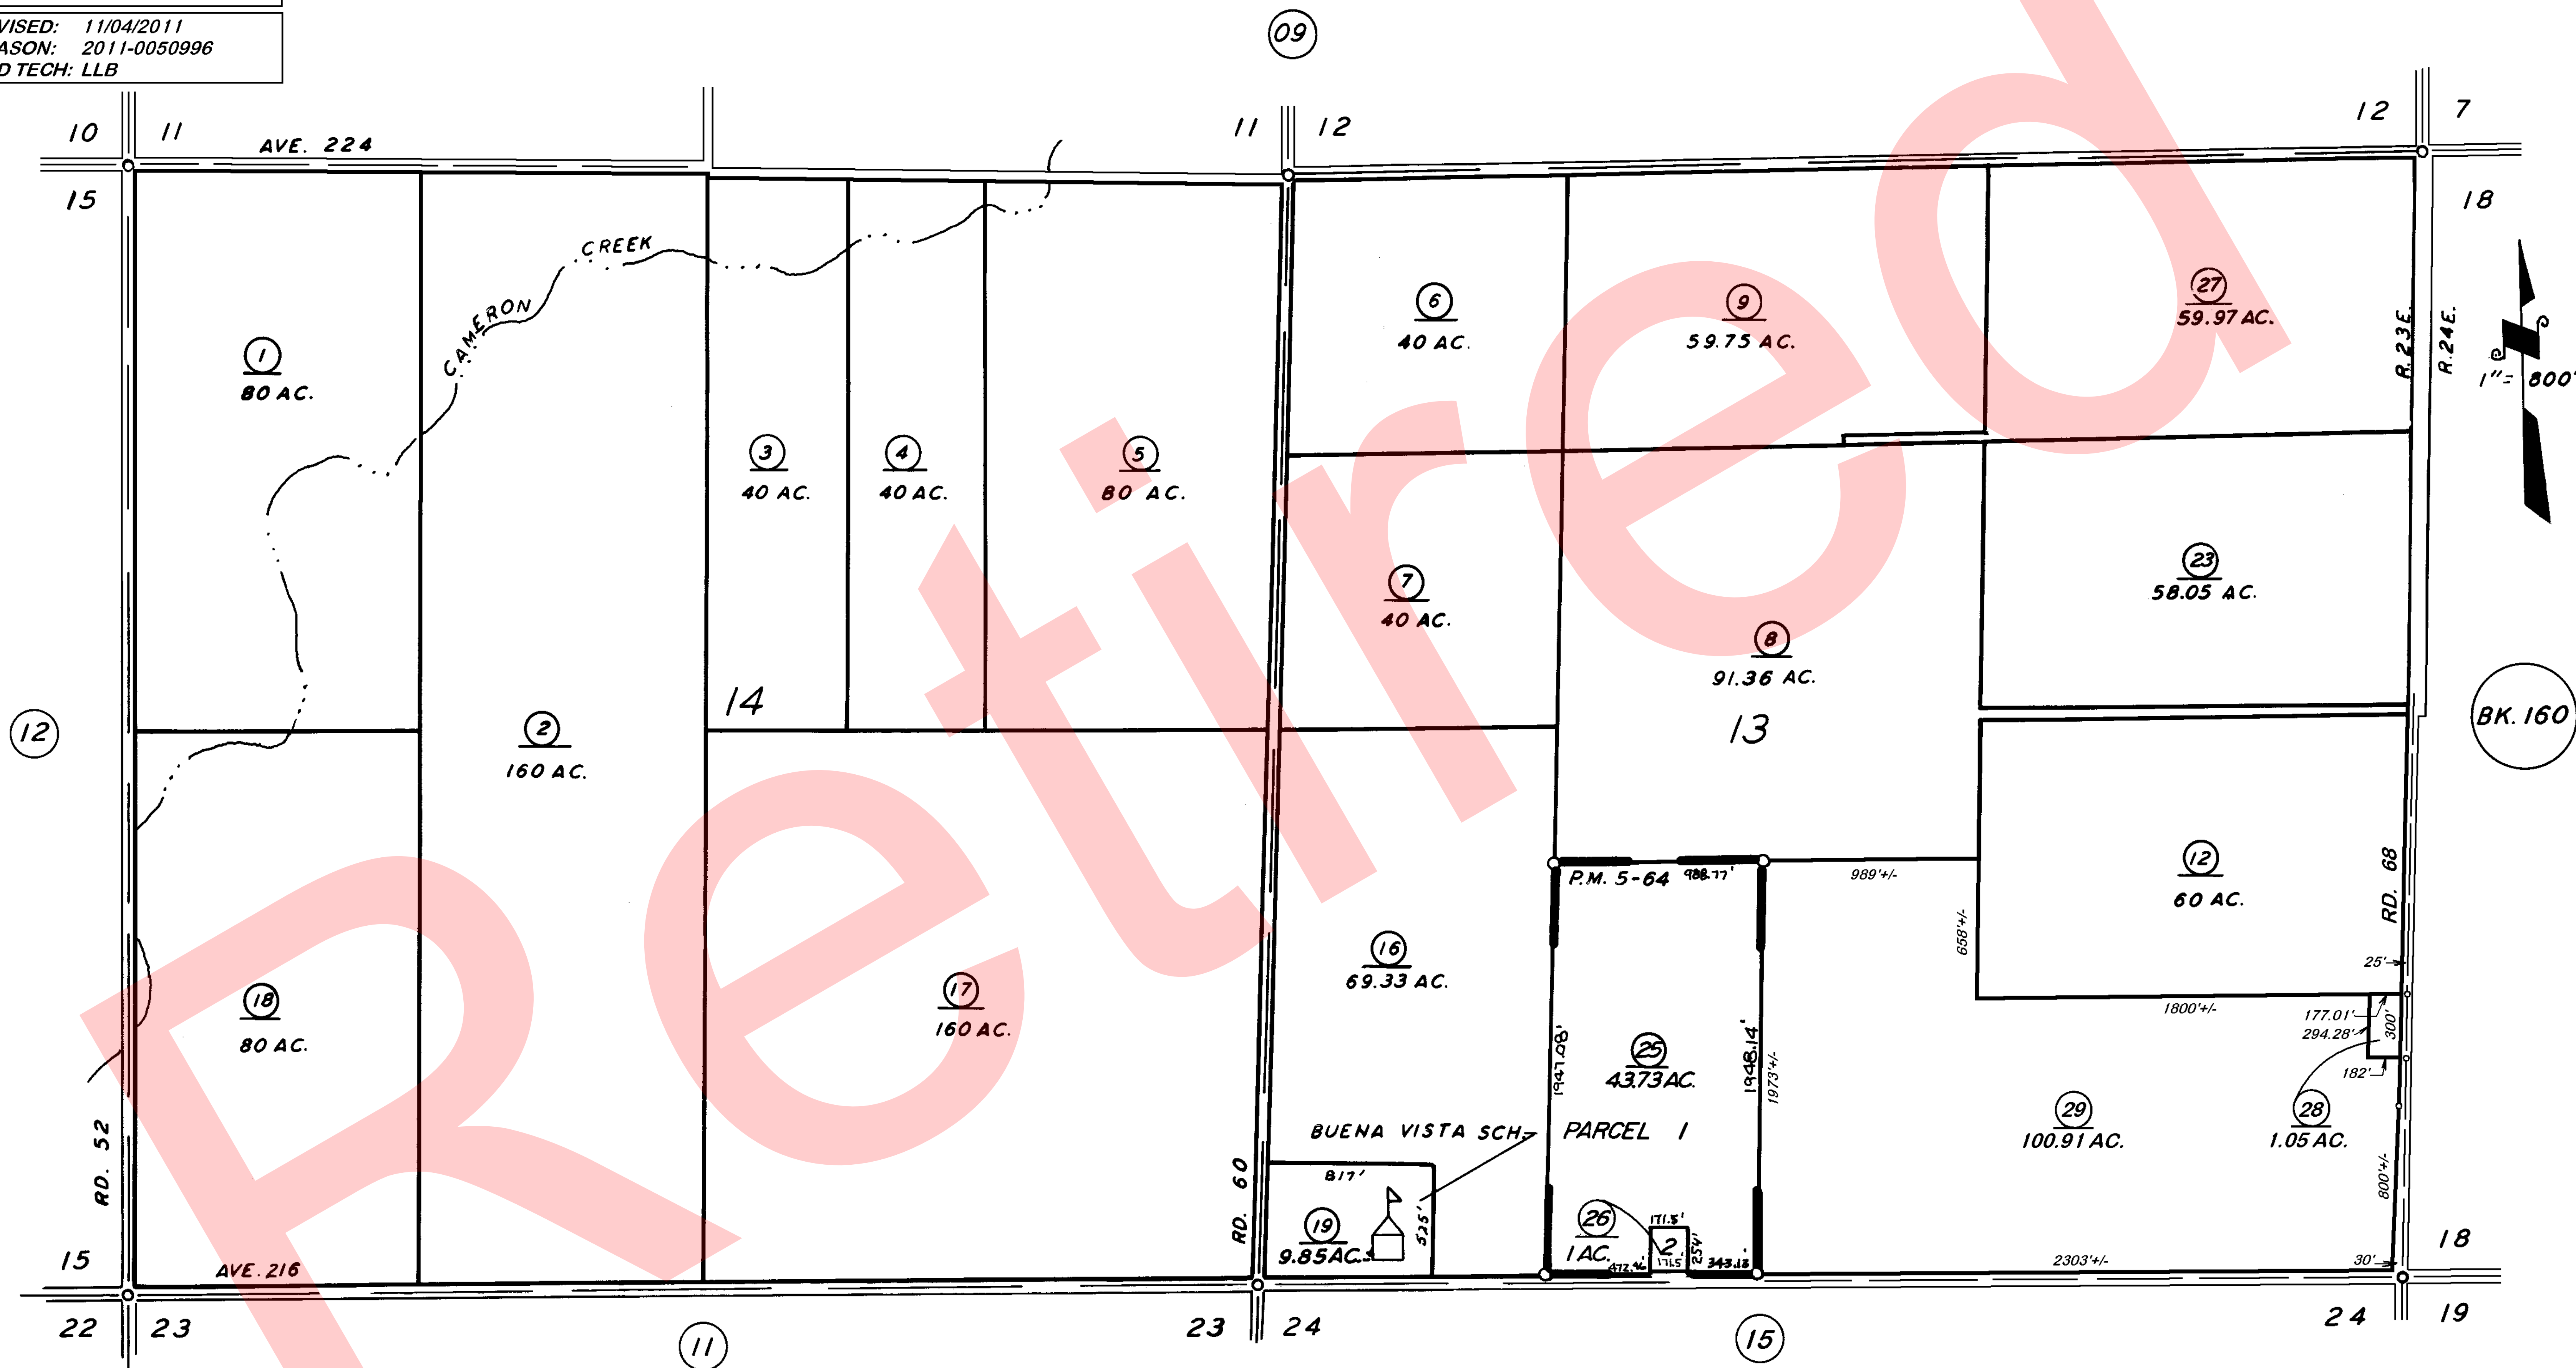 VISED: 11/04/2011
ASON: 2011-0050996
D TECH: LLB
09
10
11
AVE. 224
11
12
12
7
15
18
CAMERON CREEK
1
80 AC.
6
40 AC.
9
59.75 AC.
27
59.97 AC.
R.23E.
R.24E.
1"= 800'
3
40 AC.
4
40 AC.
5
80 AC.
7
40 AC.
8
91.36 AC.
23
58.05 AC.
12
2
160 AC.
14
13
BK. 160
P.M. 5-64
988.77'
989'+/-
12
60 AC.
RD. 68
658'+/-
25'
16
69.33 AC.
1800'+/-
177.01'
294.28'
300'
182'
18
80 AC.
17
160 AC.
1947.08'
25
43.73 AC.
1948.14'
1973'+/-
29
100.91 AC.
28
1.05 AC.
RD. 52
RD. 60
BUENA VISTA SCH.
PARCEL 1
817'
525'
19
9.85 AC.
26
1 AC.
171.5'
2
171.5'
254'
472.96
343.18'
800'+/-
2303'+/-
30'
15
AVE. 216
18
22
23
11
23
24
15
24
19
Retired